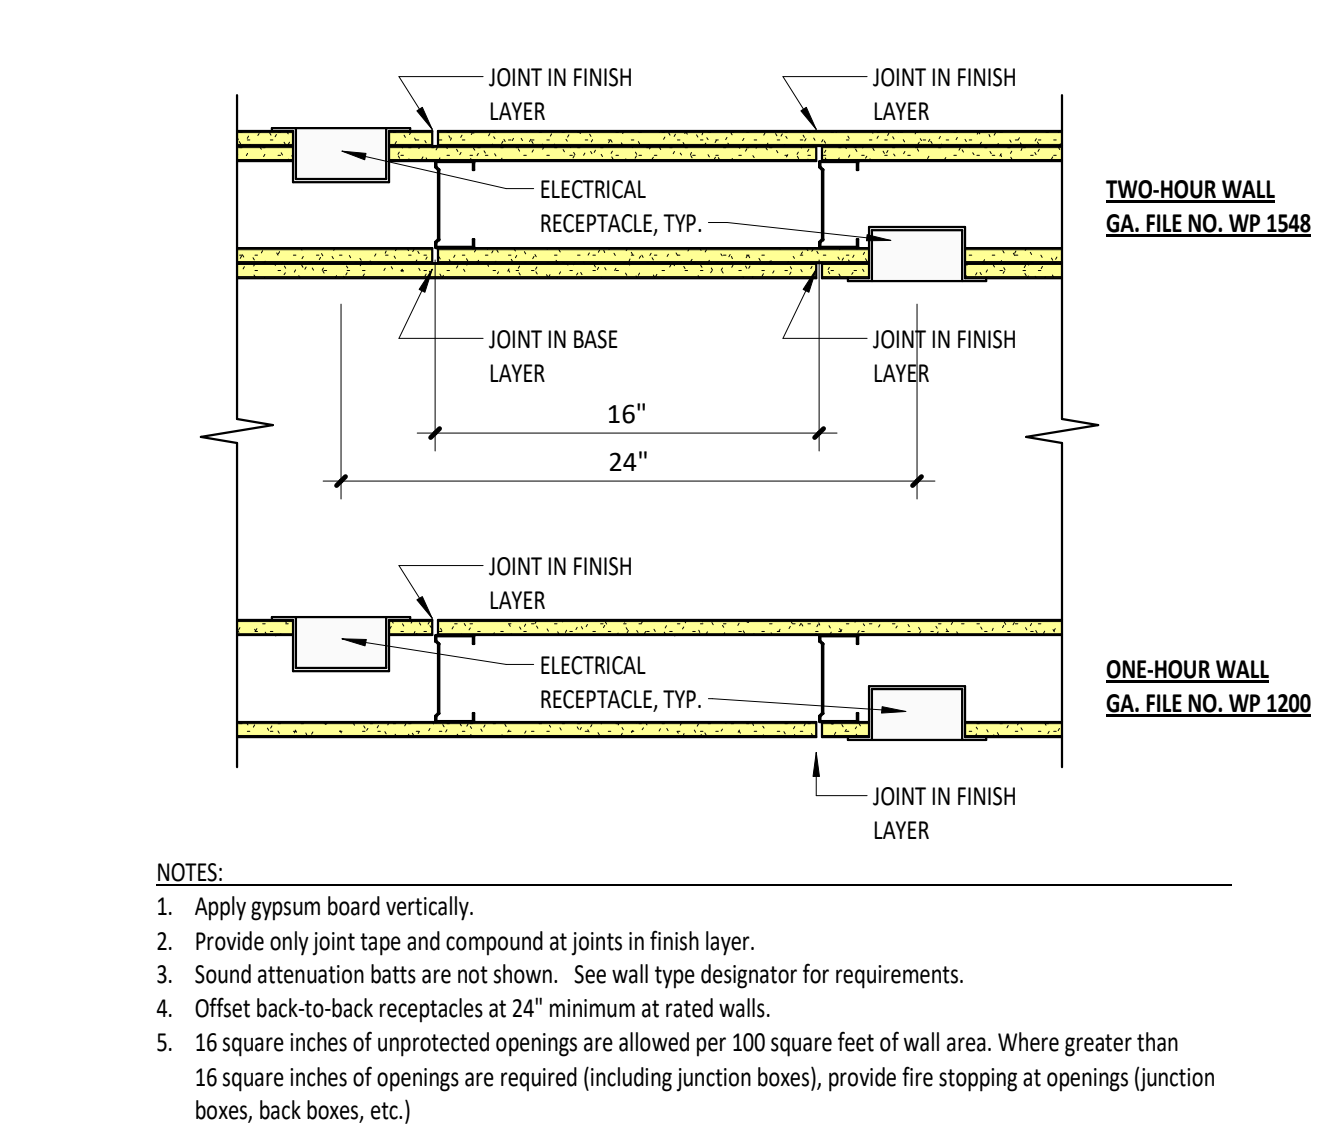 JOINT IN FINISH
LAYER
JOINT IN FINISH
LAYER
ELECTRICAL
RECEPTACLE, TYP.
TWO-HOUR WALL
GA. FILE NO. WP 1548
JOINT IN BASE
LAYER
JOINT IN FINISH
LAYER
16"
24"
JOINT IN FINISH
LAYER
ELECTRICAL
RECEPTACLE, TYP.
ONE-HOUR WALL
GA. FILE NO. WP 1200
JOINT IN FINISH
LAYER
NOTES:
1. Apply gypsum board vertically.
2. Provide only joint tape and compound at joints in finish layer.
3. Sound attenuation batts are not shown. See wall type designator for requirements.
4. Offset back-to-back receptacles at 24" minimum at rated walls.
5. 16 square inches of unprotected openings are allowed per 100 square feet of wall area. Where greater than
16 square inches of openings are required (including junction boxes), provide fire stopping at openings (junction
boxes, back boxes, etc.)